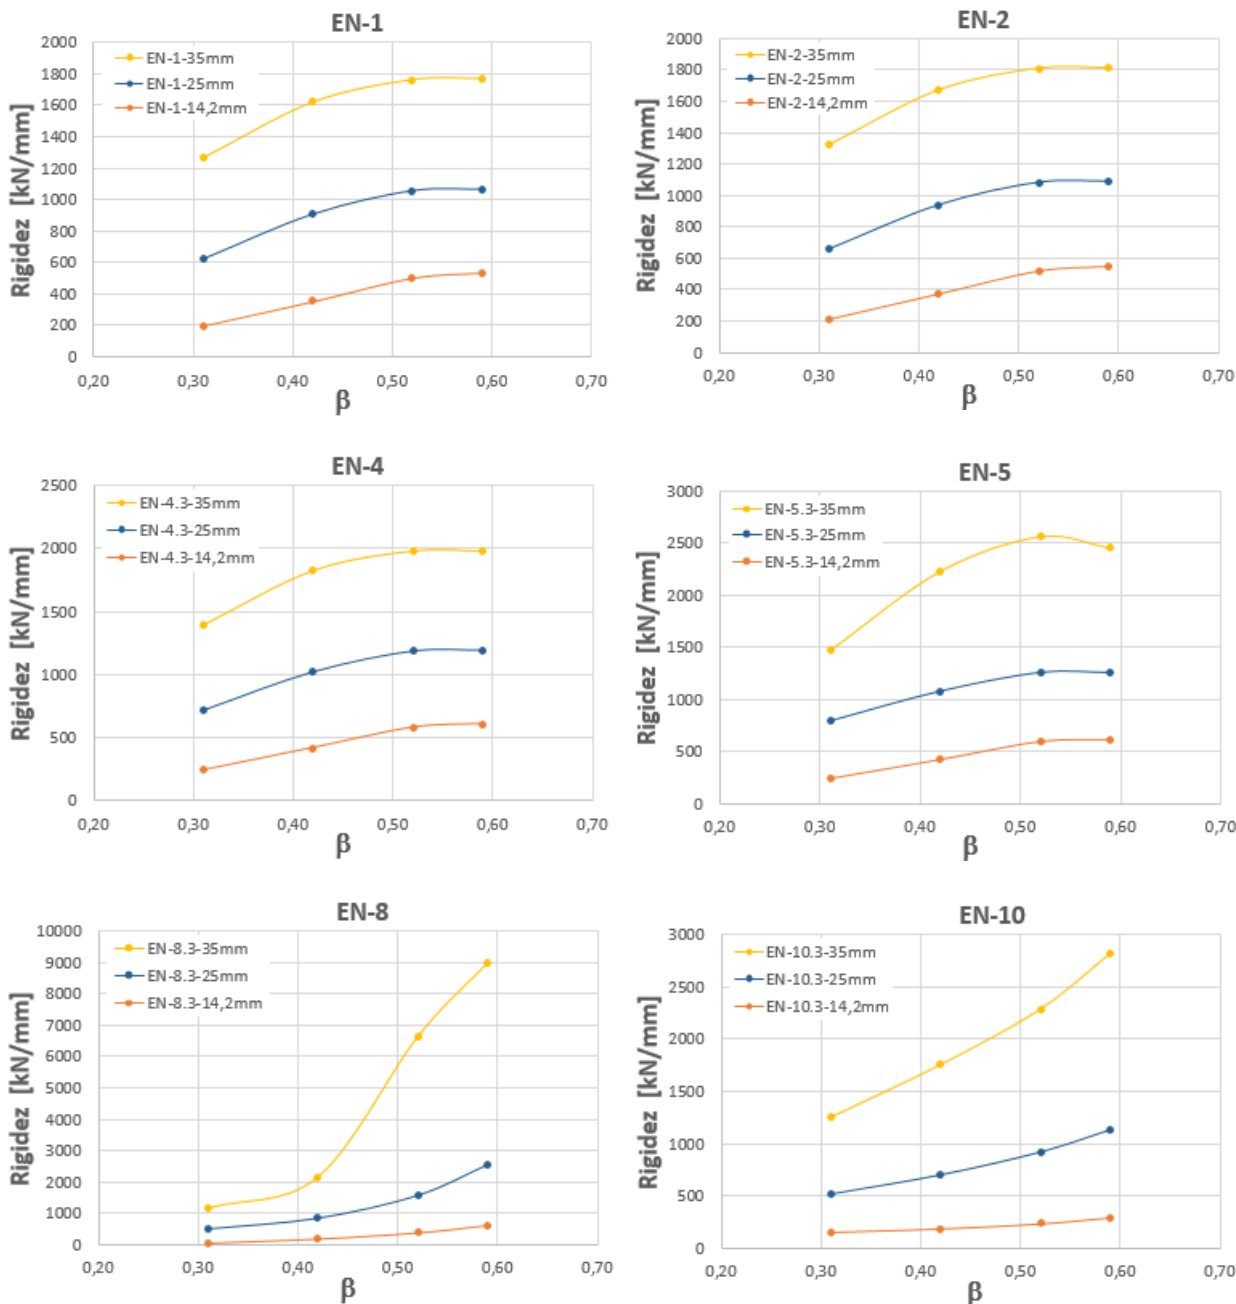 EN-1
2000
1800
1600
1400
1200
1000
800
600
400
200
0
EN-1-35mm
EN-1-25mm
EN-1-14,2mm
Rigidez [kN/mm]
0,20 0,30 0,40 0,50 0,60 0,70
β
EN-2
2000
1800
1600
1400
1200
1000
800
600
400
200
0
EN-2-35mm
EN-2-25mm
EN-2-14,2mm
Rigidez [kN/mm]
0,20 0,30 0,40 0,50 0,60 0,70
β
EN-4
2500
2000
1500
1000
500
0
EN-4.3-35mm
EN-4.3-25mm
EN-4.3-14,2mm
Rigidez [kN/mm]
0,20 0,30 0,40 0,50 0,60 0,70
β
EN-5
3000
2500
2000
1500
1000
500
0
EN-5.3-35mm
EN-5.3-25mm
EN-5.3-14,2mm
Rigidez [kN/mm]
0,20 0,30 0,40 0,50 0,60 0,70
β
EN-8
10000
9000
8000
7000
6000
5000
4000
3000
2000
1000
0
EN-8.3-35mm
EN-8.3-25mm
EN-8.3-14,2mm
Rigidez [kN/mm]
0,20 0,30 0,40 0,50 0,60 0,70
β
EN-10
3000
2500
2000
1500
1000
500
0
EN-10.3-35mm
EN-10.3-25mm
EN-10.3-14,2mm
Rigidez [kN/mm]
0,20 0,30 0,40 0,50 0,60 0,70
β